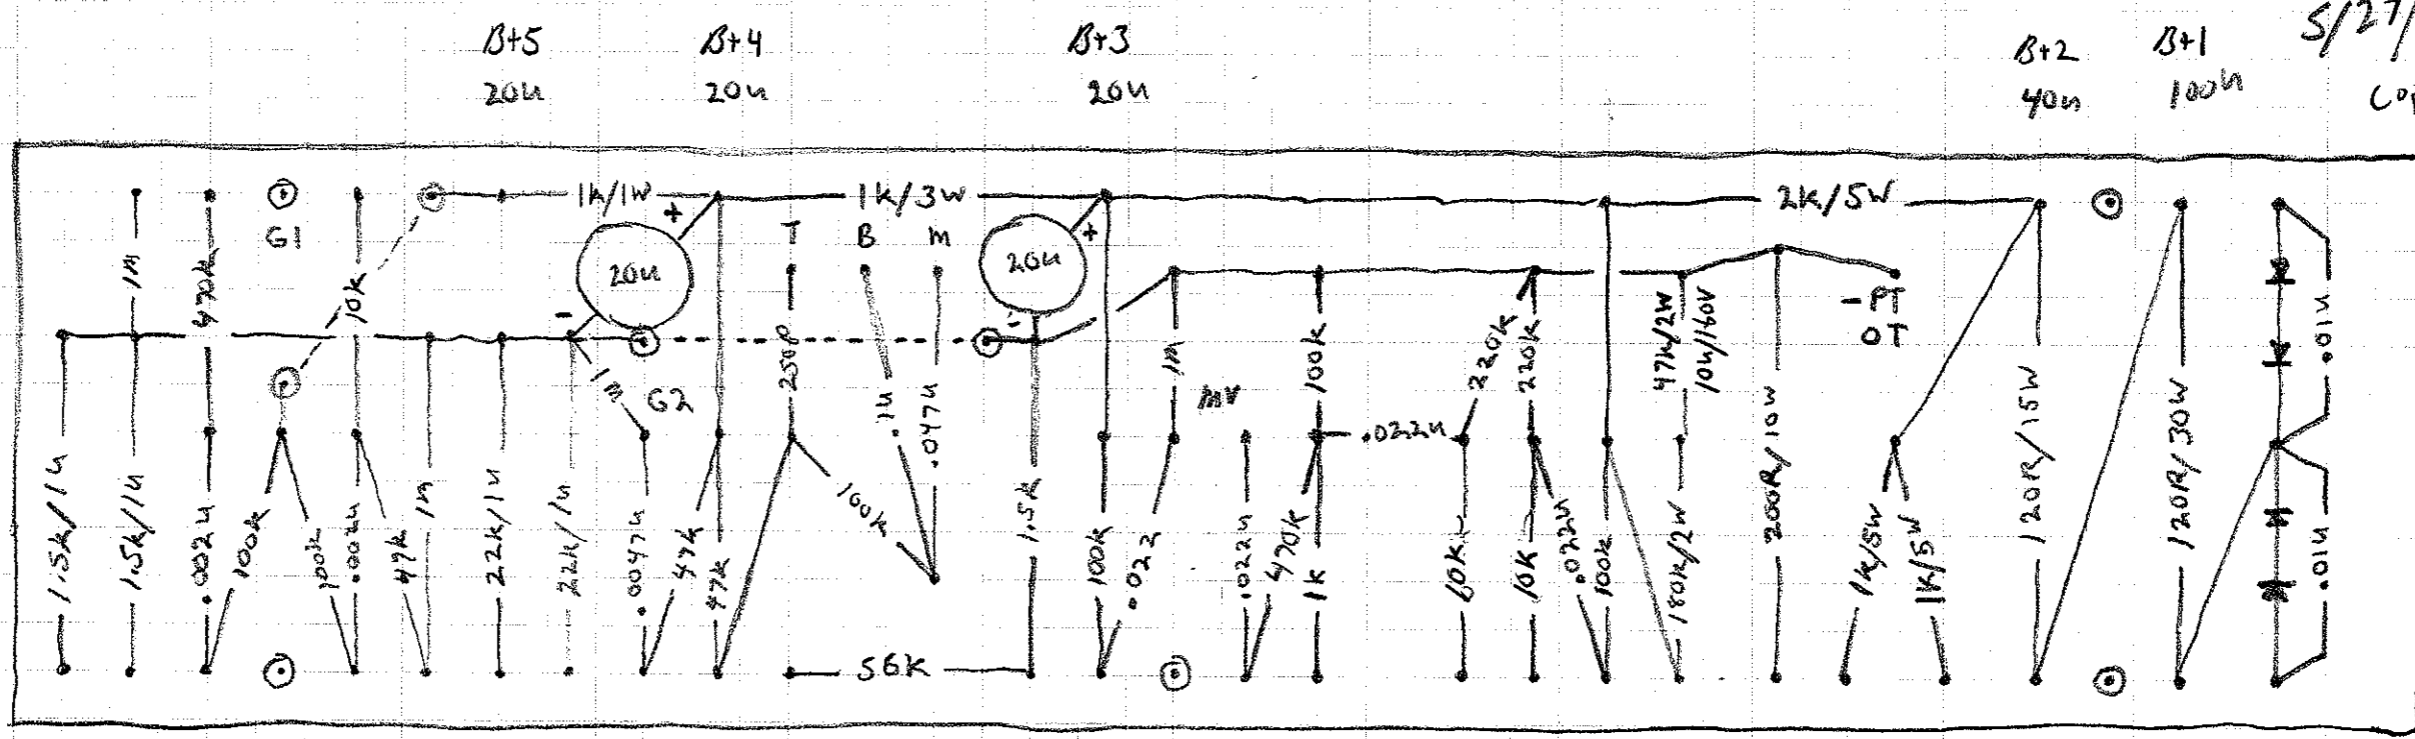 B+5
20u
B+4
20u
B+3
20u
B+2
40u
B+1
100u
5/27/
1k/1W
1k/3W
2k/5W
G1
1M
470k
10k
+
20u
-
T
B
M
+
20u
-
1M
G2
250P
.1u
.047u
1M
MV
100k
.022u
220k
220k
47k/2W
10u/160V
-PT
OT
.01u
1.5k/1u
1.5k/1u
.002u
100k
100k
.002u
47k
1M
22k/1u
22k/1u
.0047u
47k
47k
100k
56k
1.5k
100k
.022
.022u
470k
1k
10k
10k
.022u
100k
180k/2W
200R/10W
1k/5W
1k/5W
120R/15W
120R/30W
.01u